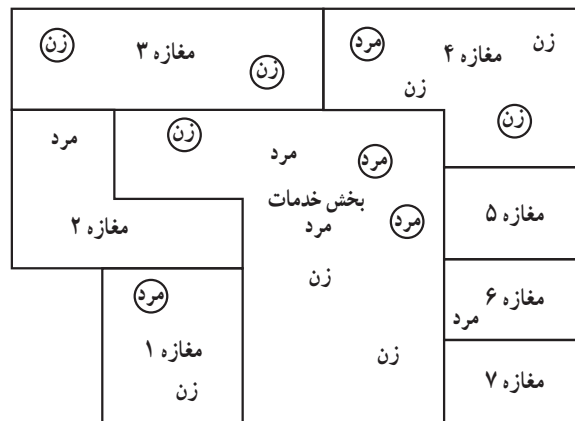 زن مغازه ۳ زن
مرد مغازه ۴ زن
زن زن
مرد
مغازه ۲
زن مرد مرد
بخش خدمات
مرد مرد
زن
زن
مغازه ۵
مغازه ۶
مرد
مغازه ۷
مرد
مغازه ۱
زن